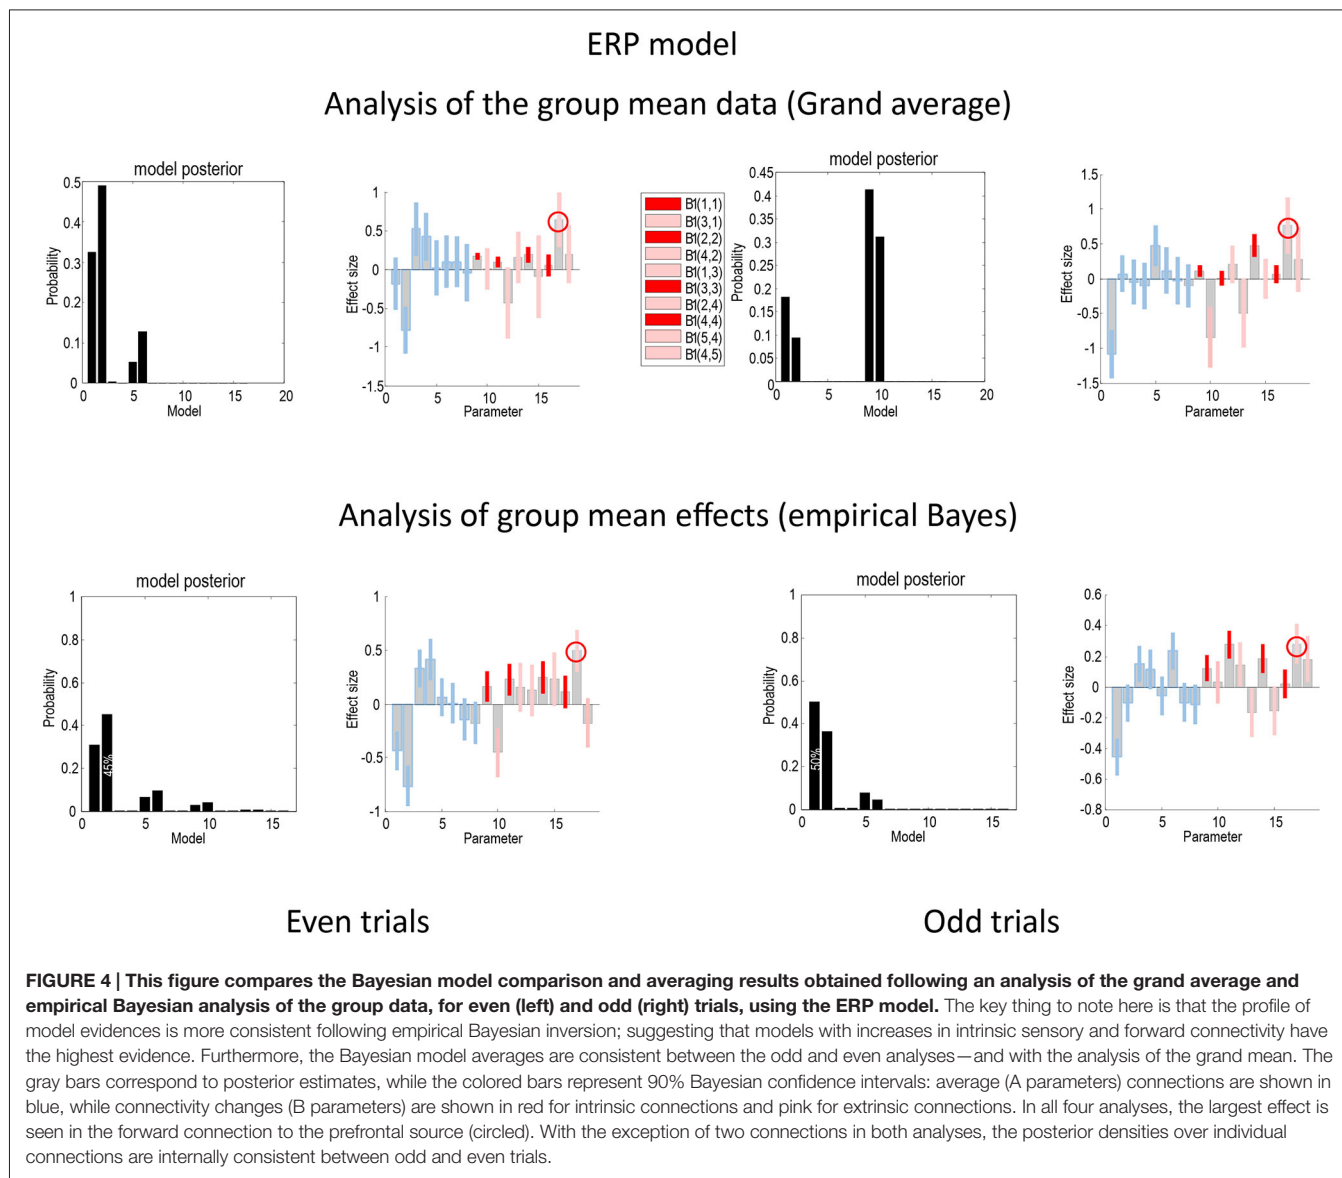 ERP model
Analysis of the group mean data (Grand average)
model posterior
0.5
0.4
0.3
0.2
0.1
0
Probability
0 5 10 15 20
Model
1
0.5
0
0.5
-1
-1.5
Effect size
0 5 10 15
Parameter
B1(1,1)
B1(3,1)
B1(2,2)
B1(4,2)
B1(1,3)
B1(3,3)
B1(2,4)
B1(4,4)
B1(5,4)
B1(4,5)
model posterior
0.45
0.4
0.35
0.3
0.25
0.2
0.15
0.1
0.05
0
Probability
0 5 10 15 20
Model
1.5
1
0.5
0
-0.5
-1
-1.5
Effect size
0 5 10 15
Parameter
Analysis of group mean effects (empirical Bayes)
model posterior
1
0.8
0.6
0.4
0.2
0
Probability
45%
0 5 10 15
Model
1
0.5
0
-0.5
-1
Effect size
0 5 10 15
Parameter
model posterior
1
0.8
0.6
0.4
0.2
0
Probability
50%
0 5 10 15
Model
0.6
0.4
0.2
0
-0.2
-0.4
-0.6
-0.8
Effect size
0 5 10 15
Parameter
Even trials
Odd trials
FIGURE 4 | This figure compares the Bayesian model comparison and averaging results obtained following an analysis of the grand average and
empirical Bayesian analysis of the group data, for even (left) and odd (right) trials, using the ERP model. The key thing to note here is that the profile of
model evidences is more consistent following empirical Bayesian inversion; suggesting that models with increases in intrinsic sensory and forward connectivity have
the highest evidence. Furthermore, the Bayesian model averages are consistent between the odd and even analyses—and with the analysis of the grand mean. The
gray bars correspond to posterior estimates, while the colored bars represent 90% Bayesian confidence intervals: average (A parameters) connections are shown in
blue, while connectivity changes (B parameters) are shown in red for intrinsic connections and pink for extrinsic connections. In all four analyses, the largest effect is
seen in the forward connection to the prefrontal source (circled). With the exception of two connections in both analyses, the posterior densities over individual
connections are internally consistent between odd and even trials.